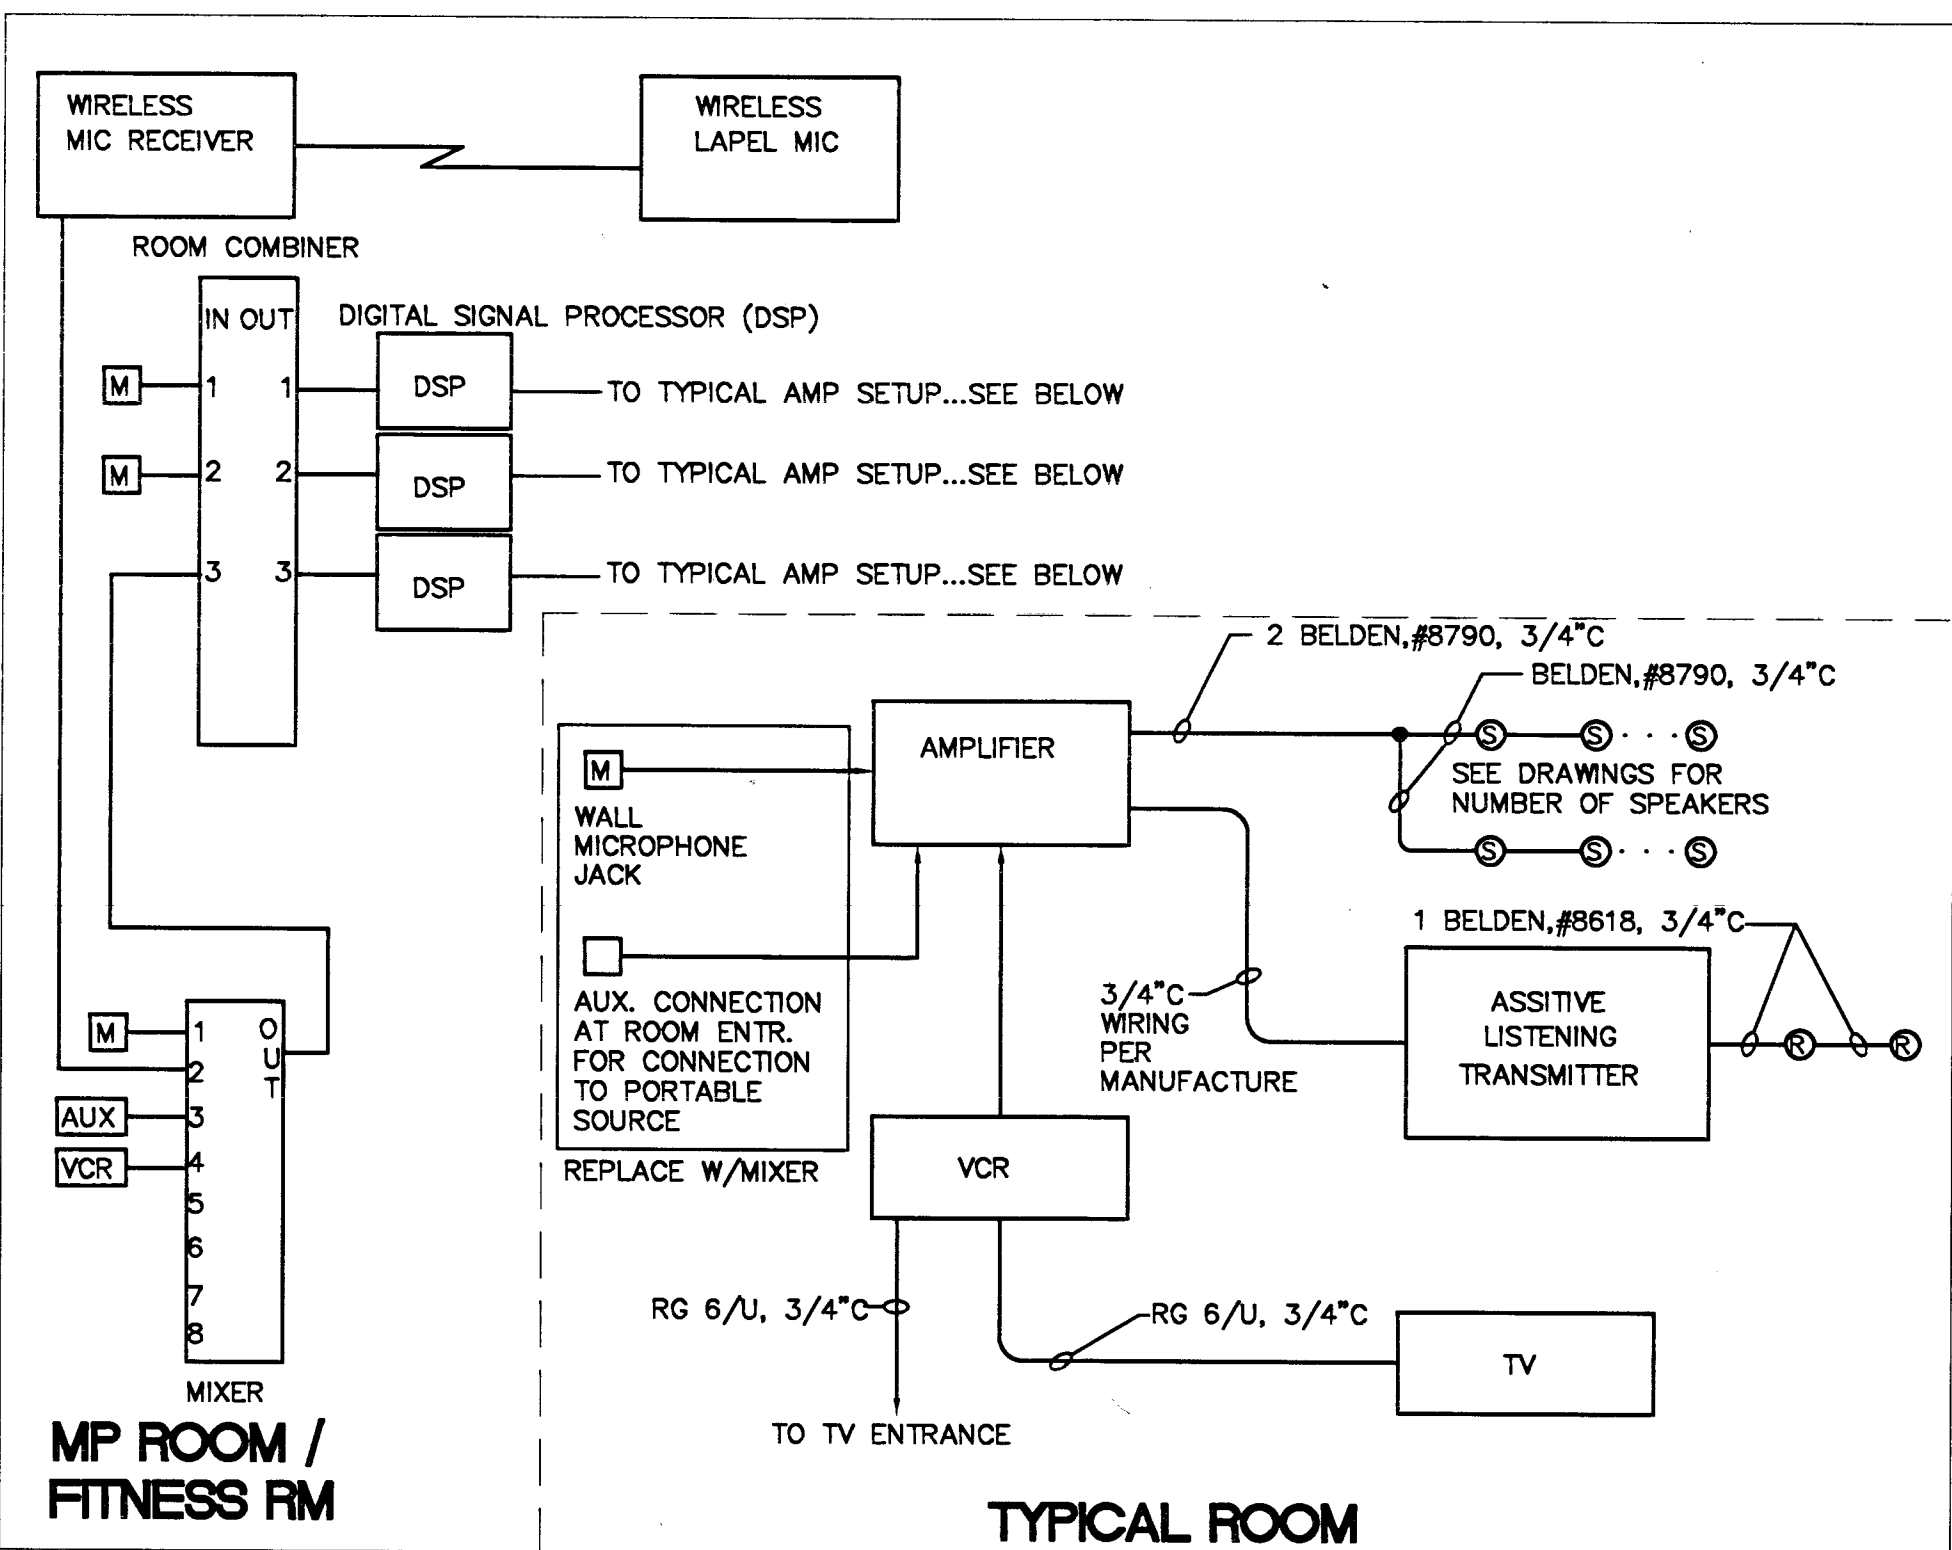 WIRELESS
MIC RECEIVER
WIRELESS
LAPEL MIC
ROOM COMBINER
IN OUT
DIGITAL SIGNAL PROCESSOR (DSP)
M 1 1 DSP TO TYPICAL AMP SETUP...SEE BELOW
M 2 2 DSP TO TYPICAL AMP SETUP...SEE BELOW
3 3 DSP TO TYPICAL AMP SETUP...SEE BELOW
M 1
2
AUX 3
VCR 4
5
6
7
8
OUT
MIXER
MP ROOM /
FITNESS RM
2 BELDEN,#8790, 3/4"C
BELDEN,#8790, 3/4"C
AMPLIFIER
S S . . . S
SEE DRAWINGS FOR
NUMBER OF SPEAKERS
S S . . . S
M
WALL
MICROPHONE
JACK
AUX. CONNECTION
AT ROOM ENTR.
FOR CONNECTION
TO PORTABLE
SOURCE
REPLACE W/MIXER
1 BELDEN,#8618, 3/4"C
3/4"C
WIRING
PER
MANUFACTURE
ASSITIVE
LISTENING
TRANSMITTER
R R
VCR
RG 6/U, 3/4"C
RG 6/U, 3/4"C
TV
TO TV ENTRANCE
TYPICAL ROOM